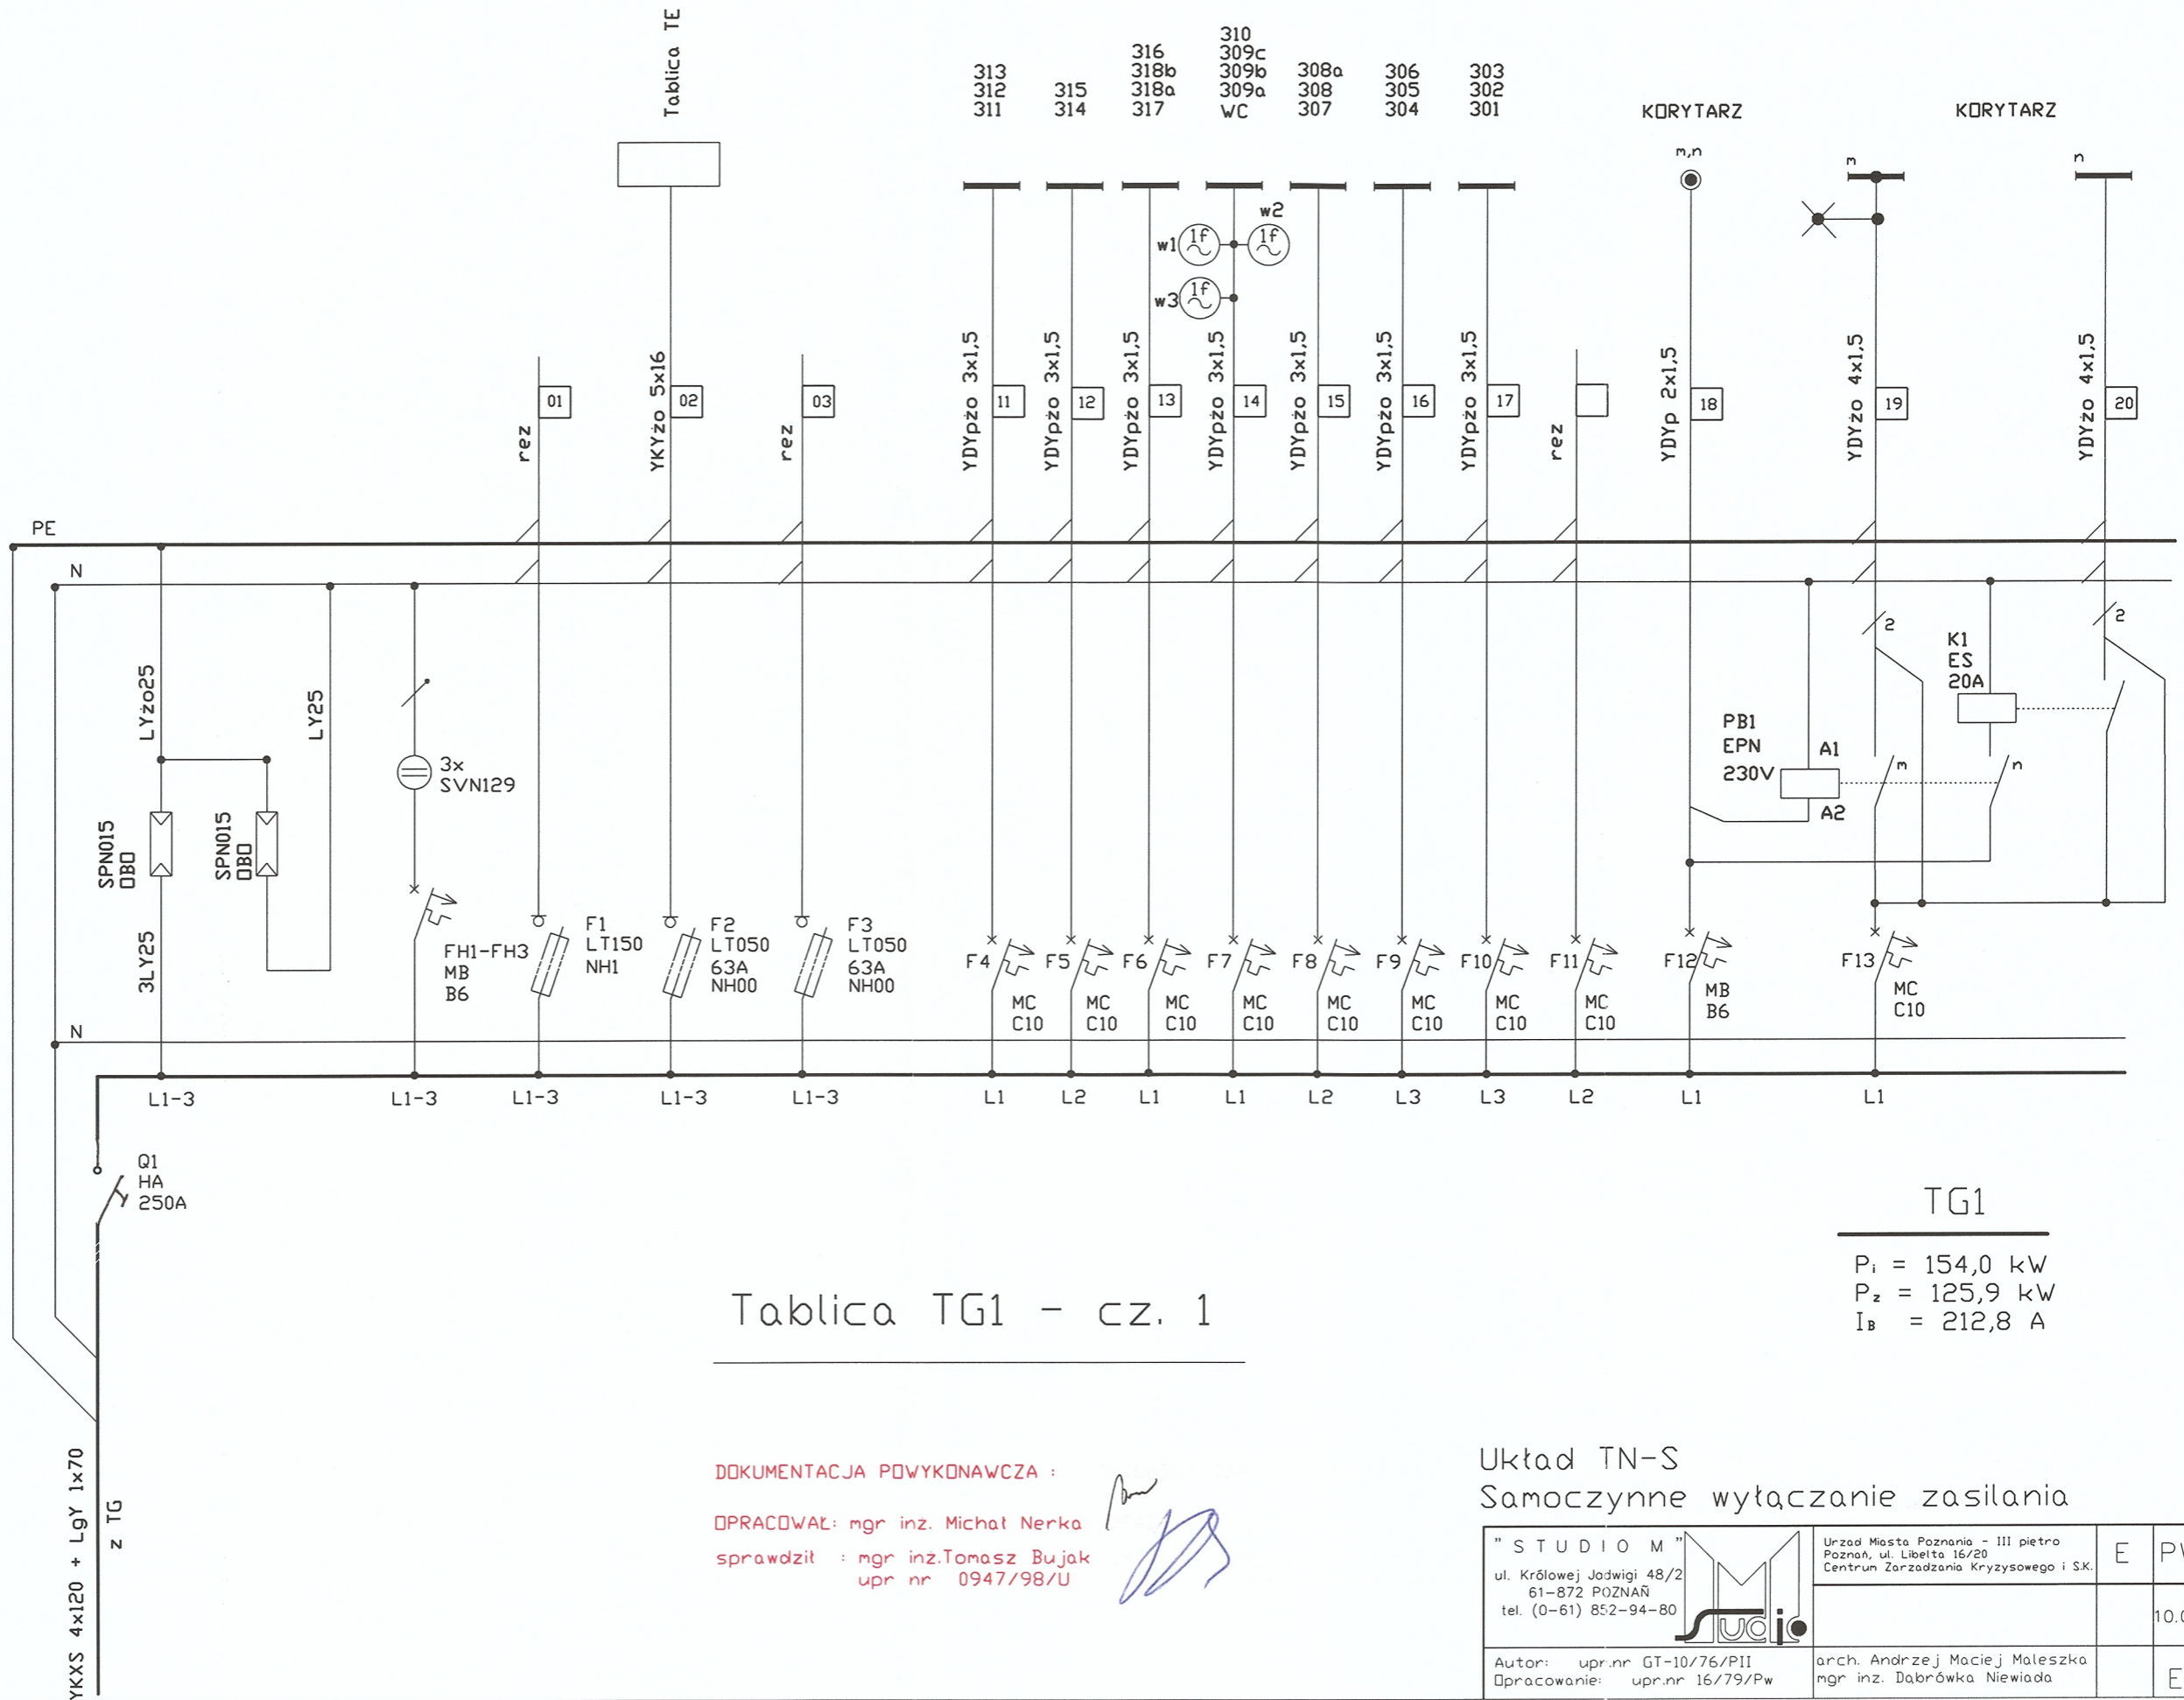 Tablica TE
313
312
311
315
314
316
318b
318a
317
310
309c
309b
309a
WC
308a
308
307
306
305
304
303
302
301
KORYTARZ
KORYTARZ
m,n
m
n
w2
w1
1f
1f
w3
1f
rez
01
YKYżo 5x16
02
rez
03
YDYpżo 3x1,5
11
YDYpżo 3x1,5
12
YDYpżo 3x1,5
13
YDYpżo 3x1,5
14
YDYpżo 3x1,5
15
YDYpżo 3x1,5
16
YDYpżo 3x1,5
17
rez
YDYp 2x1,5
18
YDYżo 4x1,5
19
YDYżo 4x1,5
20
PE
N
2
2
K1
ES
20A
LYżo25
LY25
PB1
EPN
230V
A1
A2
m
n
3x
SVN129
SPN015
OBO
SPN015
OBO
3LY25
FH1-FH3
MB
B6
F1
LT150
NH1
F2
LT050
63A
NH00
F3
LT050
63A
NH00
F4
MC
C10
F5
MC
C10
F6
MC
C10
F7
MC
C10
F8
MC
C10
F9
MC
C10
F10
MC
C10
F11
MC
C10
F12
MB
B6
F13
MC
C10
N
L1-3
L1-3
L1-3
L1-3
L1-3
L1
L2
L1
L1
L2
L3
L3
L2
L1
L1
Q1
HA
250A
TG1
Pi = 154,0 kW
Pz = 125,9 kW
IB = 212,8 A
Tablica TG1 - cz. 1
YKXS 4x120 + LgY 1x70
z TG
DOKUMENTACJA POWYKONAWCZA :
OPRACOWAŁ: mgr inż. Michał Nerka
sprawdził : mgr inż.Tomasz Bujak
upr nr 0947/98/U
Układ TN-S
Samoczynne wyłączanie zasilania
" STUDIO M "
ul. Królowej Jadwigi 48/2
61-872 POZNAŃ
tel. (0-61) 852-94-80
Studio
Urzad Miasta Poznania - III piętro
Poznań, ul. Libelta 16/20
Centrum Zarzadzania Kryzysowego i S.K.
E
Autor: upr.nr GT-10/76/PII
Opracowanie: upr.nr 16/79/Pw
arch. Andrzej Maciej Maleszka
mgr inż. Dąbrówka Niewiada